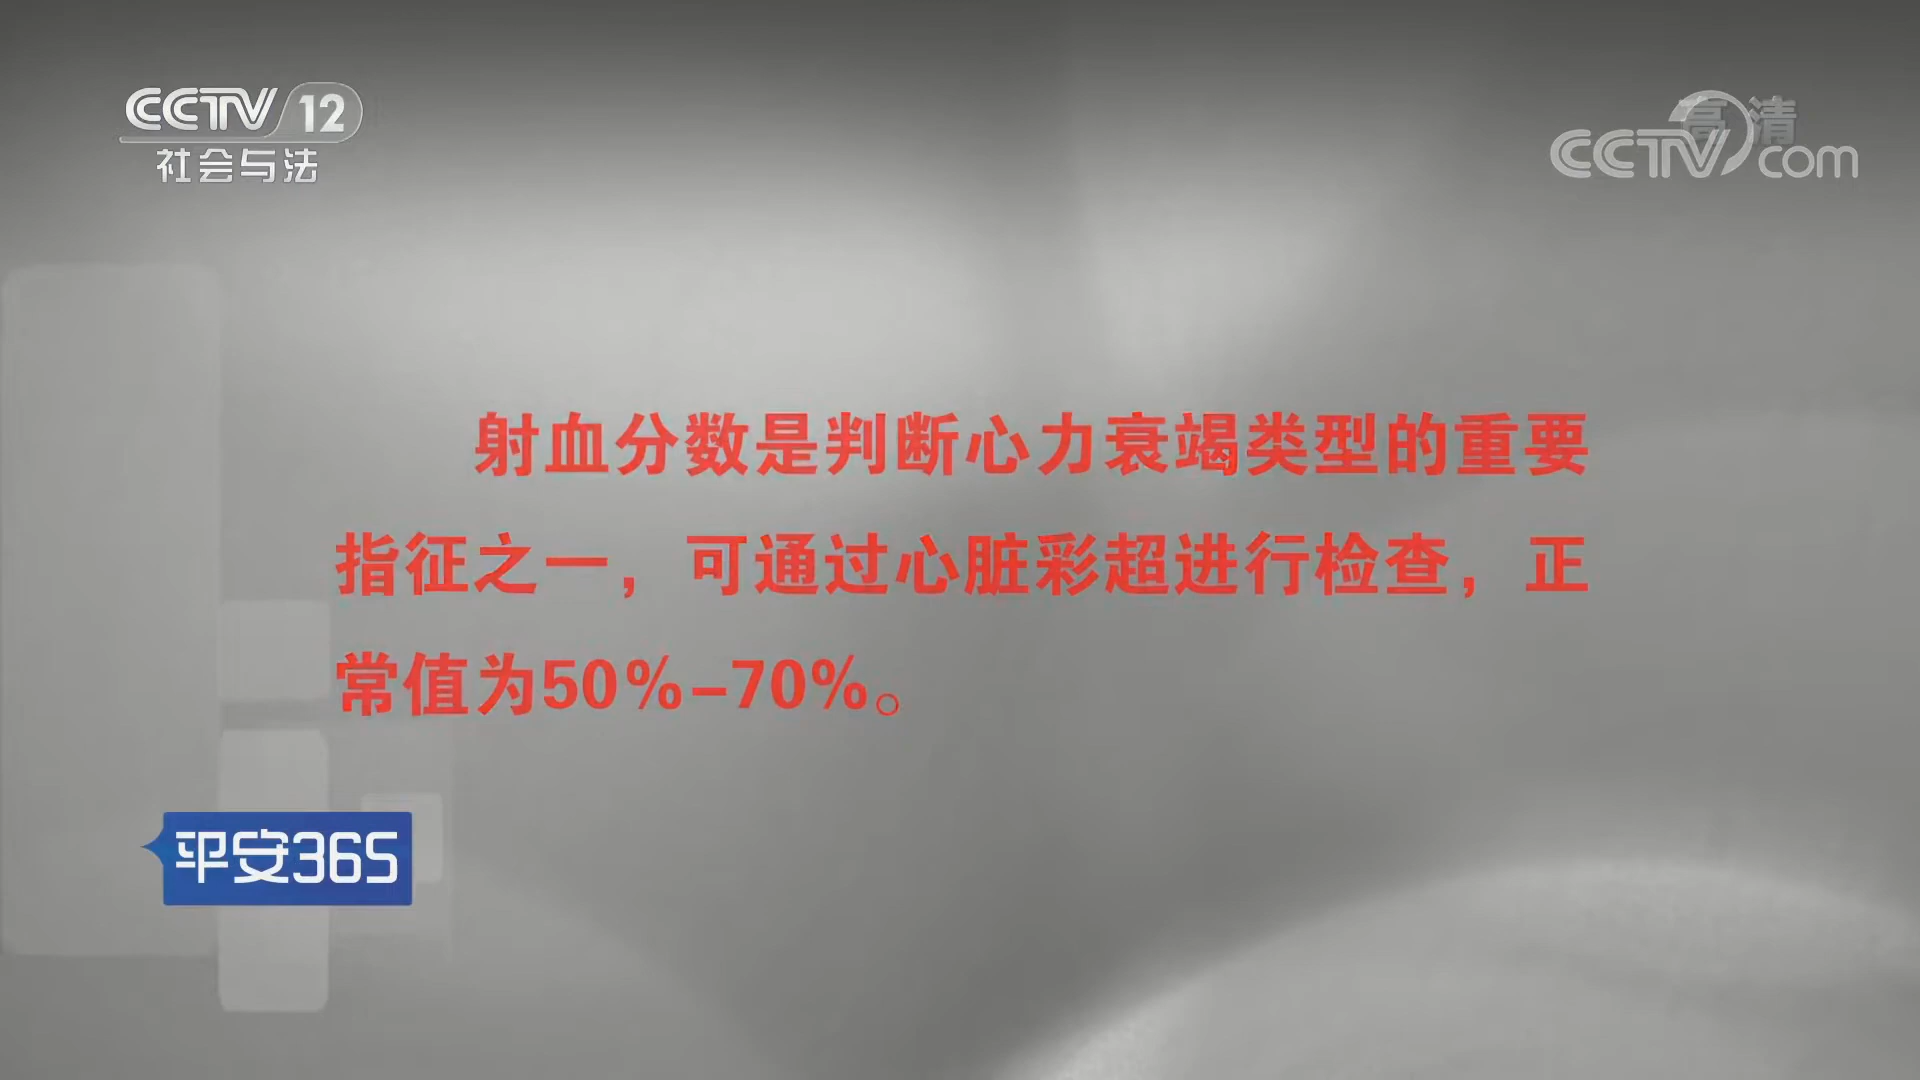 CCTV 12
社会与法
高清
CCTV.com
射血分数是判断心力衰竭类型的重要
指征之一，可通过心脏彩超进行检查，正
常值为50%-70%。
平安365